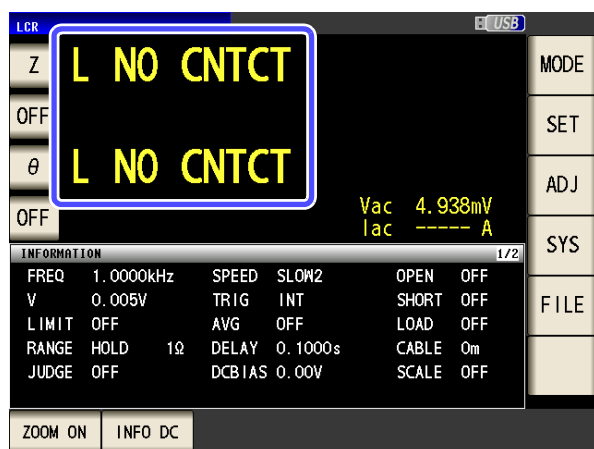 LCR USB
Z L NO CNTCT MODE
OFF SET
θ L NO CNTCT ADJ
OFF Vac 4.938mV
Iac ----- A SYS
INFORMATION 1/2
FREQ 1.0000kHz SPEED SLOW2 OPEN OFF
V 0.005V TRIG INT SHORT OFF FILE
LIMIT OFF AVG OFF LOAD OFF
RANGE HOLD 1Ω DELAY 0.1000s CABLE 0m
JUDGE OFF DCBIAS 0.00V SCALE OFF
ZOOM ON INFO DC